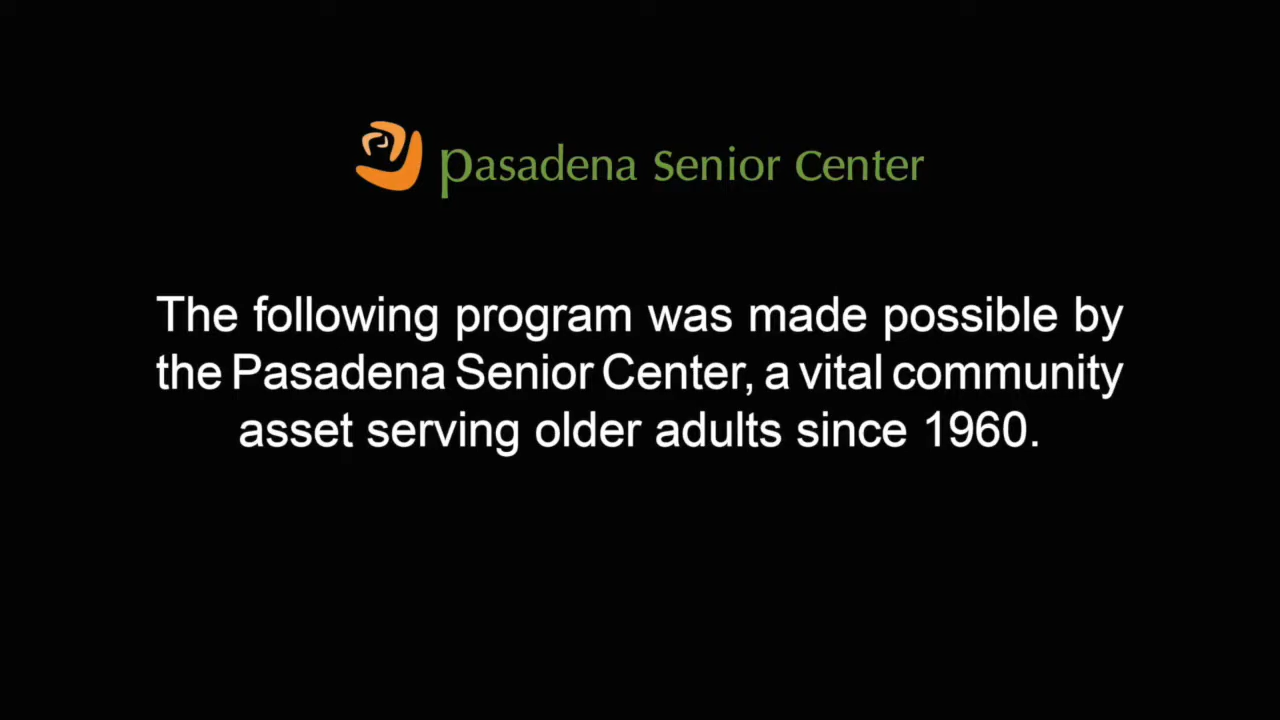 Pasadena Senior Center
The following program was made possible by
the Pasadena Senior Center, a vital community
asset serving older adults since 1960.